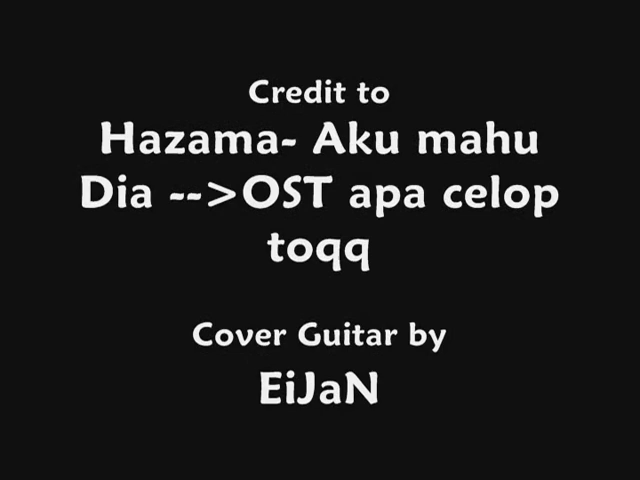 Credit to
Hazama- Aku mahu
Dia -->OST apa celop
toqq
Cover Guitar by
EiJaN